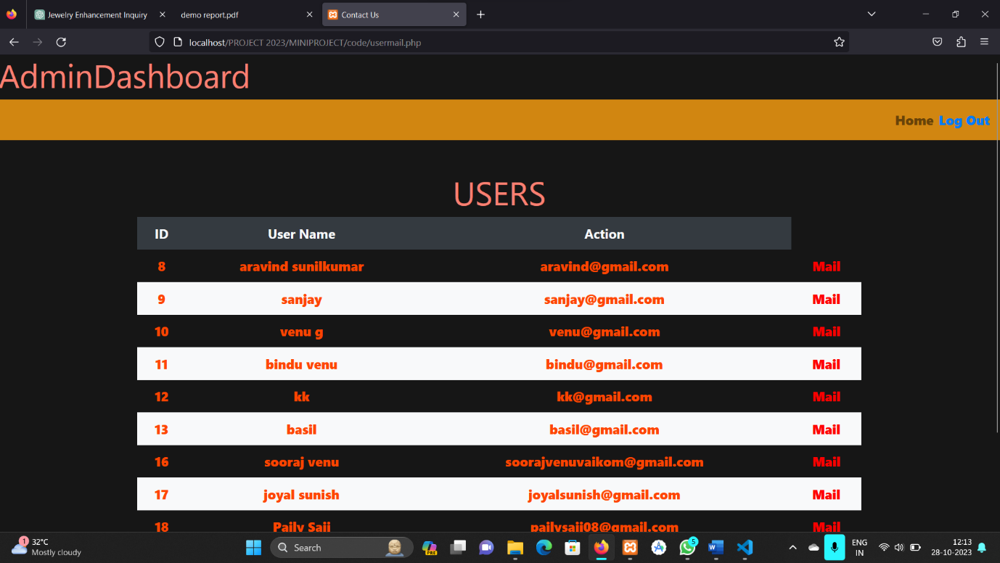 Jewelry Enhancement Inquiry
demo report.pdf
Contact Us
localhost/PROJECT 2023/MINIPROJECT/code/usermail.php
AdminDashboard
Home Log Out
USERS
ID User Name Action
8 aravind sunilkumar aravind@gmail.com Mail
9 sanjay sanjay@gmail.com Mail
10 venu g venu@gmail.com Mail
11 bindu venu bindu@gmail.com Mail
12 kk kk@gmail.com Mail
13 basil basil@gmail.com Mail
16 sooraj venu soorajvenuvaikom@gmail.com Mail
17 joyal sunish joyalsunish@gmail.com Mail
18 Paily Saji pailysaji08@gmail.com Mail
1 32°C
Mostly cloudy
Search
PRE
5
W
ENG
IN
12:13
28-10-2023